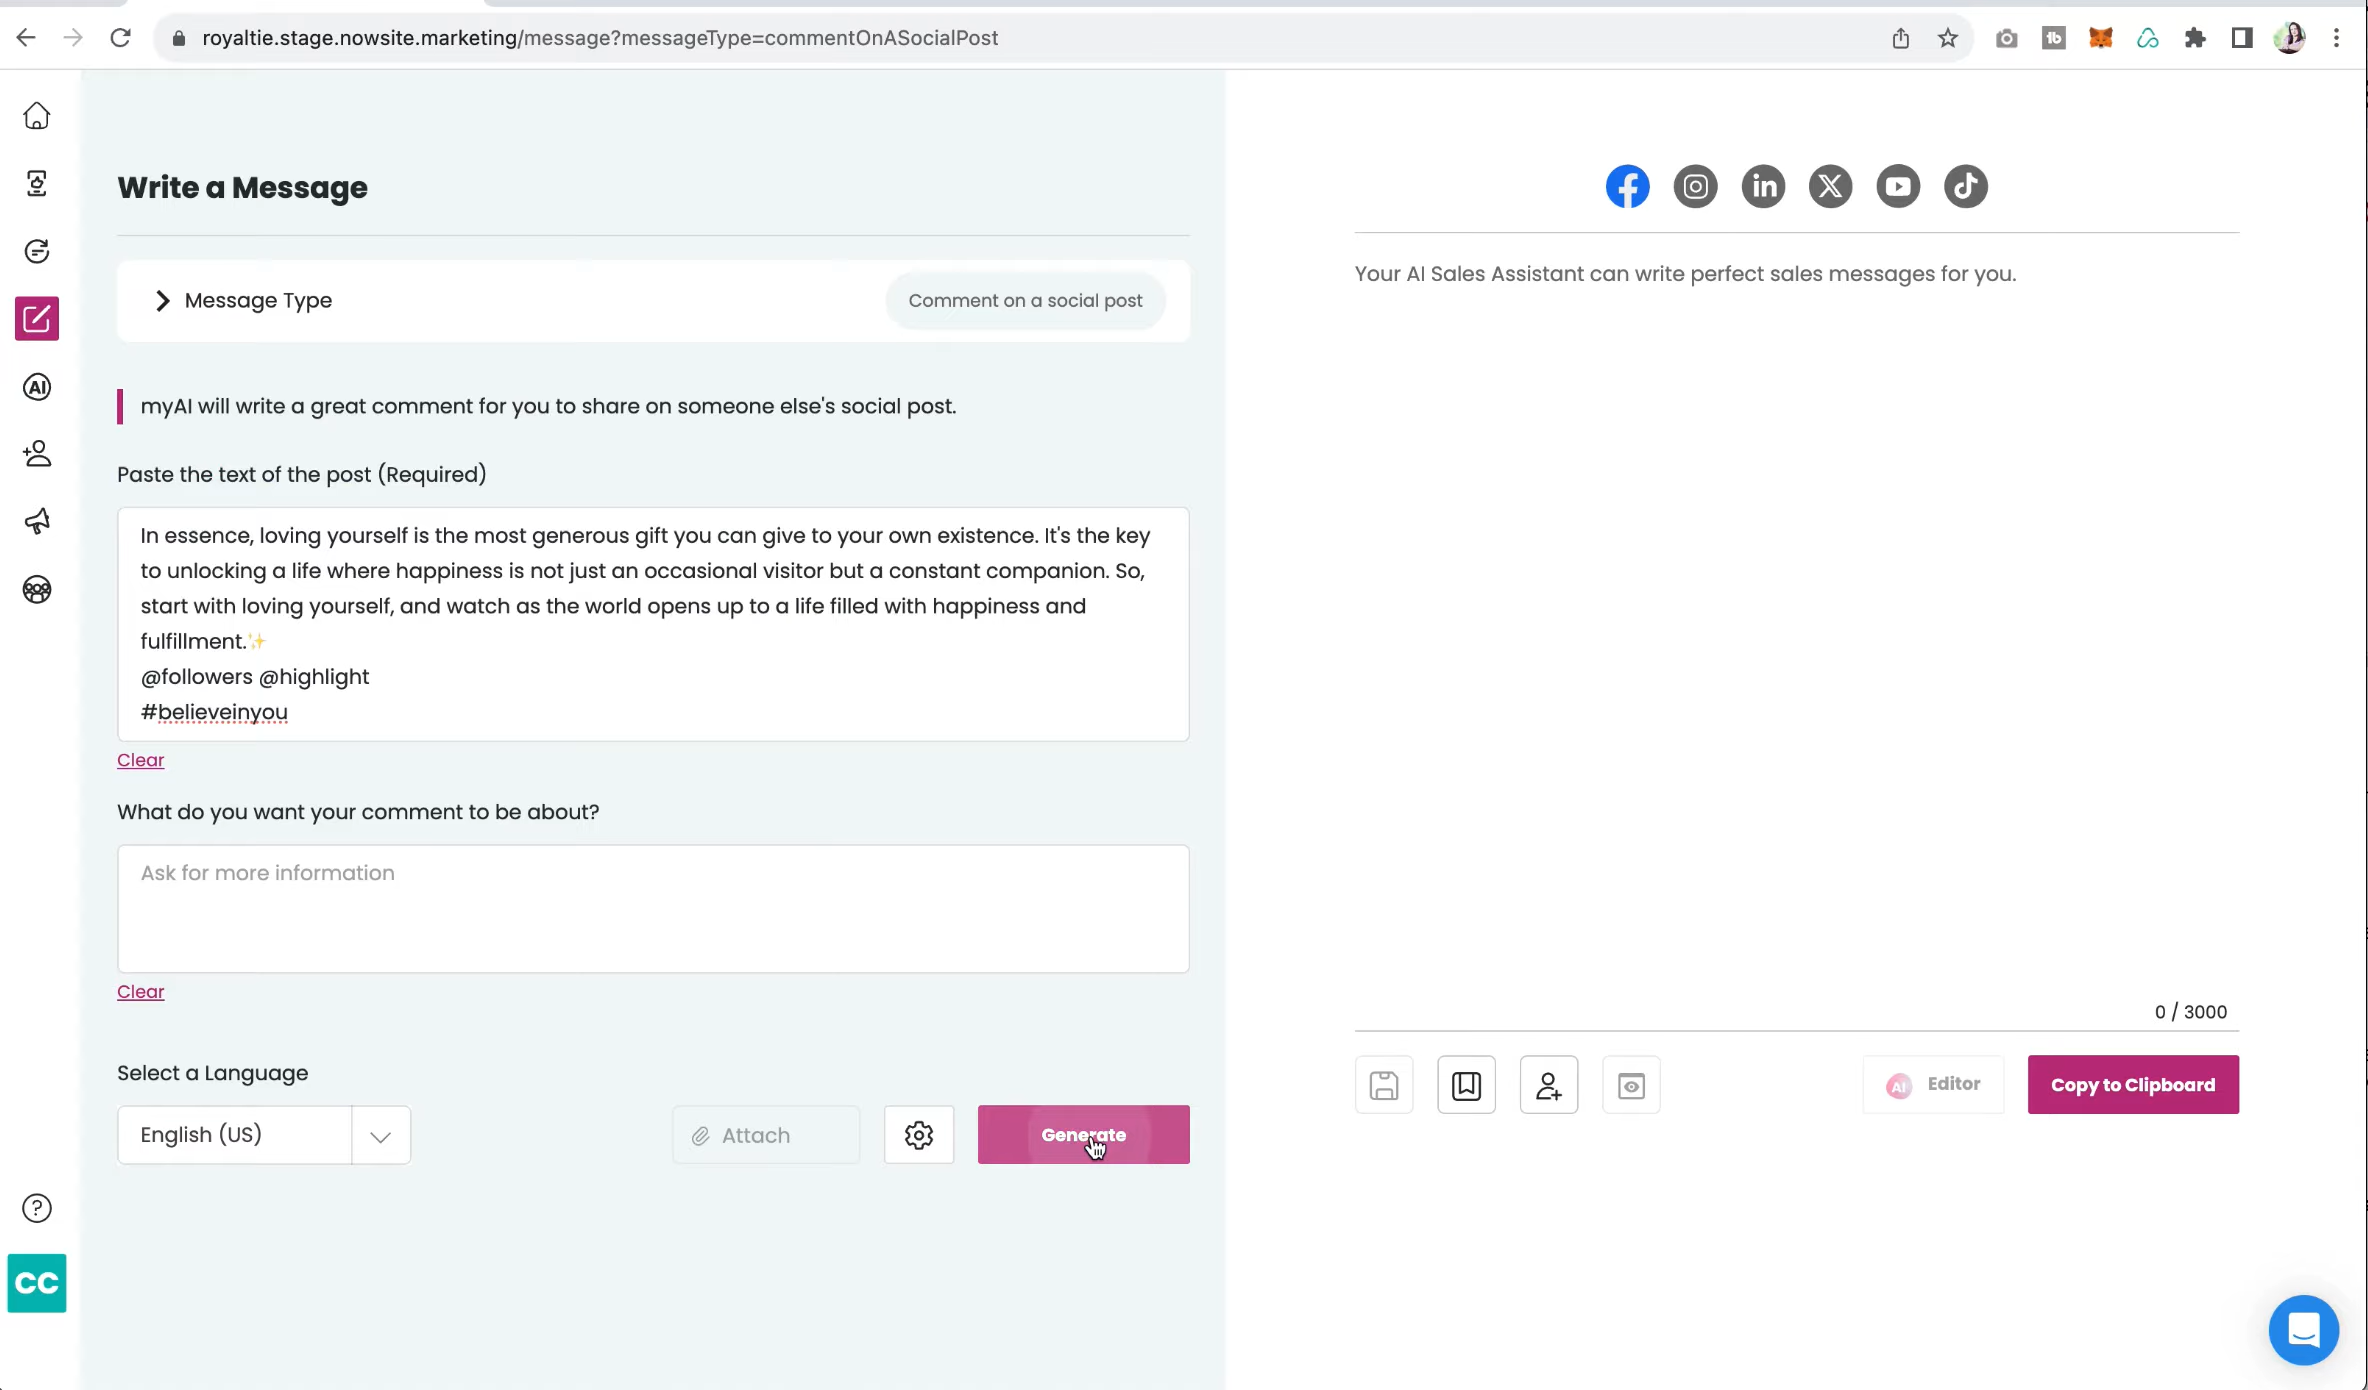 royaltie.stage.nowsite.marketing/message?messageType=commentOnASocialPost
Write a Message
Message Type
Comment on a social post
myAI will write a great comment for you to share on someone else's social post.
Paste the text of the post (Required)
In essence, loving yourself is the most generous gift you can give to your own existence. It's the key
to unlocking a life where happiness is not just an occasional visitor but a constant companion. So,
start with loving yourself, and watch as the world opens up to a life filled with happiness and
fulfillment.✨
@followers @highlight
#believeinyou
Clear
What do you want your comment to be about?
Ask for more information
Clear
Select a Language
English (US)
Attach
Generate
AI
CC
Your AI Sales Assistant can write perfect sales messages for you.
0 / 3000
AI Editor
Copy to Clipboard